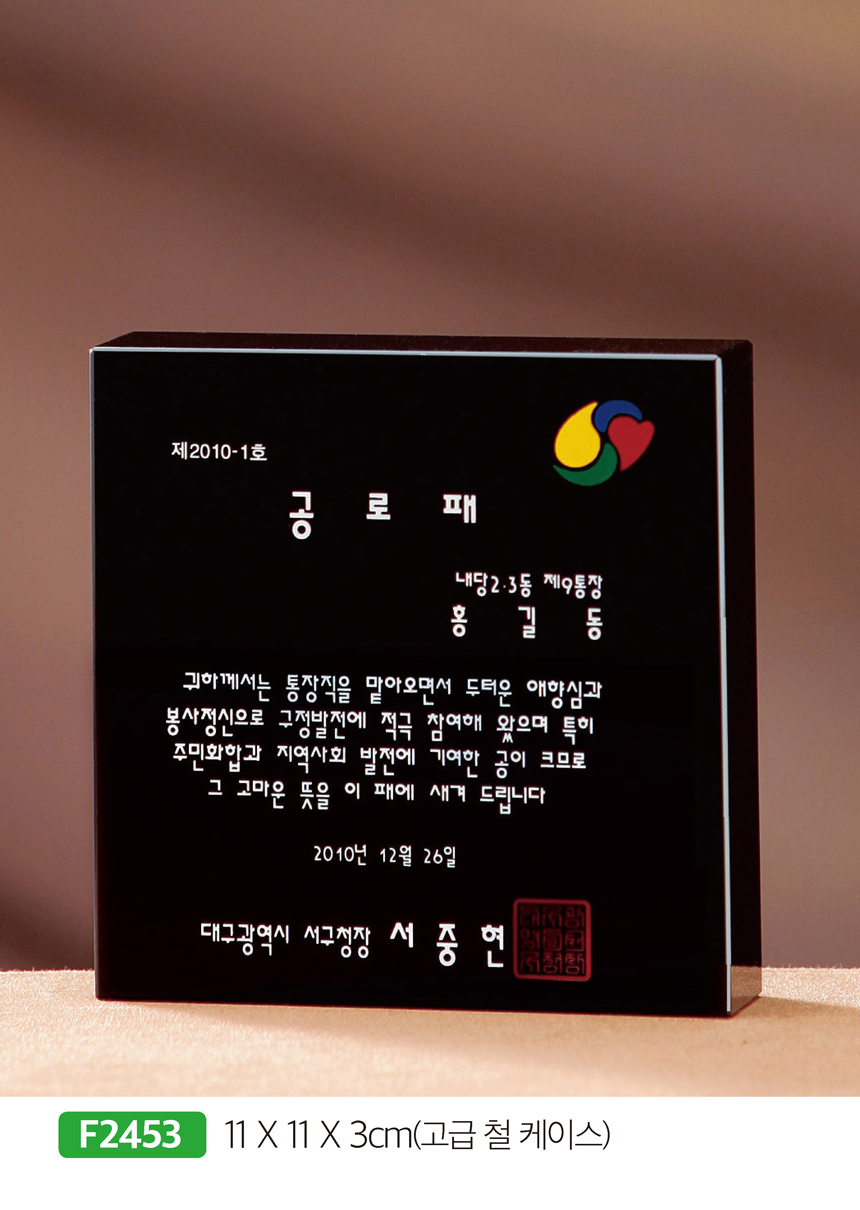 제2010-1호
공 로 패
내당2·3동 제9통장
홍 길 동
귀하께서는 통장직을 맡아오면서 두터운 애향심과
봉사정신으로 구정발전에 적극 참여해 왔으며 특히
주민화합과 지역사회 발전에 기여한 공이 크므로
그 고마운 뜻을 이 패에 새겨 드립니다
2010년 12월 26일
대구광역시 서구청장 서 중 현
F2453 11 X 11 X 3cm(고급 철 케이스)